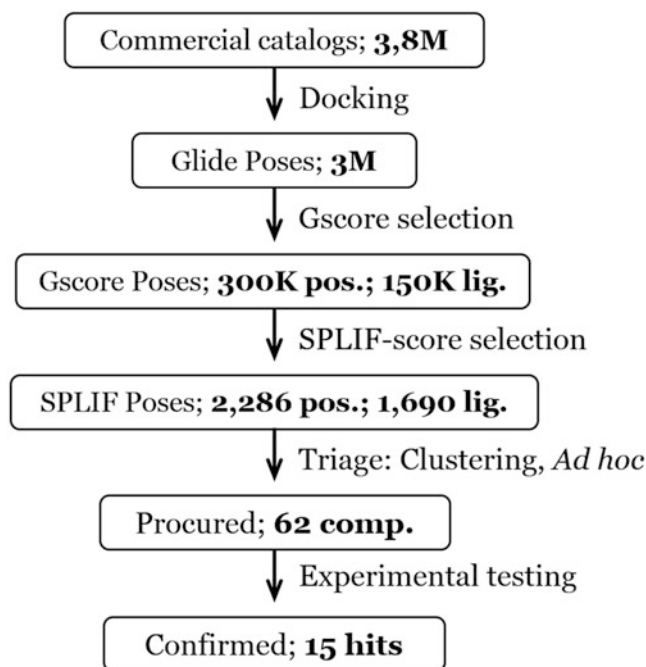 Commercial catalogs; 3,8M
Docking
Glide Poses; 3M
Gscore selection
Gscore Poses; 300K pos.; 150K lig.
SPLIF-score selection
SPLIF Poses; 2,286 pos.; 1,690 lig.
Triage: Clustering, Ad hoc
Procured; 62 comp.
Experimental testing
Confirmed; 15 hits